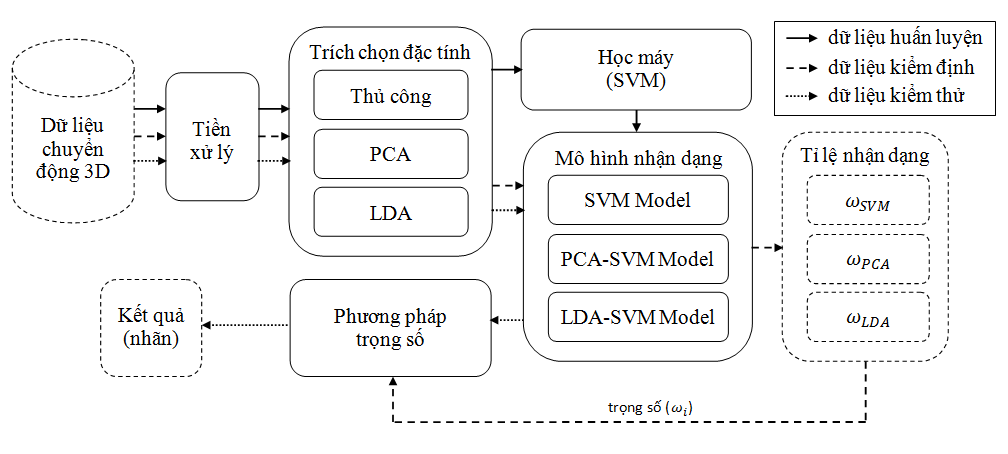 Dữ liệu
chuyển
động 3D
Tiền
xử lý
Trích chọn đặc tính
Thủ công
PCA
LDA
Học máy
(SVM)
dữ liệu huấn luyện
dữ liệu kiểm định
dữ liệu kiểm thử
Mô hình nhận dạng
SVM Model
PCA-SVM Model
LDA-SVM Model
Tỉ lệ nhận dạng
ω_SVM
ω_PCA
ω_LDA
Phương pháp
trọng số
Kết quả
(nhãn)
trọng số (ω_i)